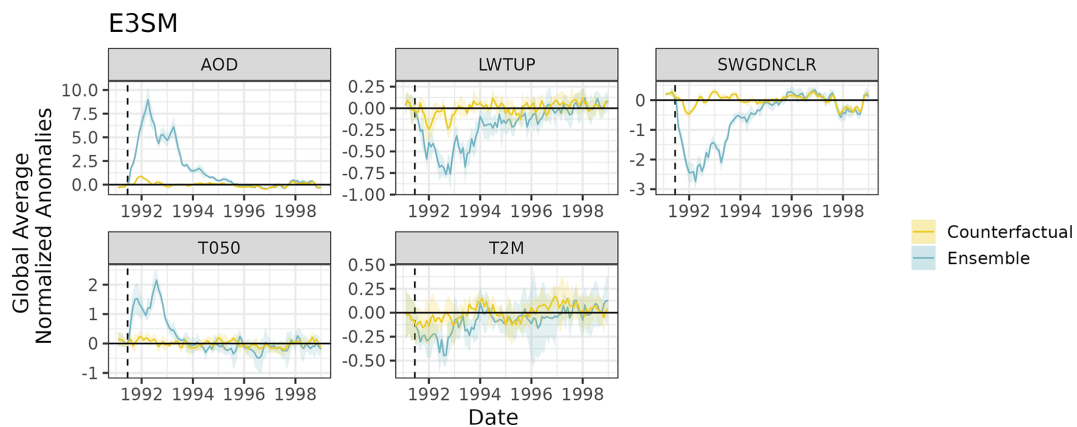 E3SM
AOD
LWTUP
SWGDNCLR
10.0
7.5
5.0
2.5
0.0
0.25
0.00
-0.25
-0.50
-0.75
-1.00
0
-1
-2
-3
1992 1994 1996 1998
1992 1994 1996 1998
1992 1994 1996 1998
Global Average
Normalized Anomalies
T050
T2M
2
1
0
-1
0.50
0.25
0.00
-0.25
-0.50
1992 1994 1996 1998
1992 1994 1996 1998
Date
Counterfactual
Ensemble